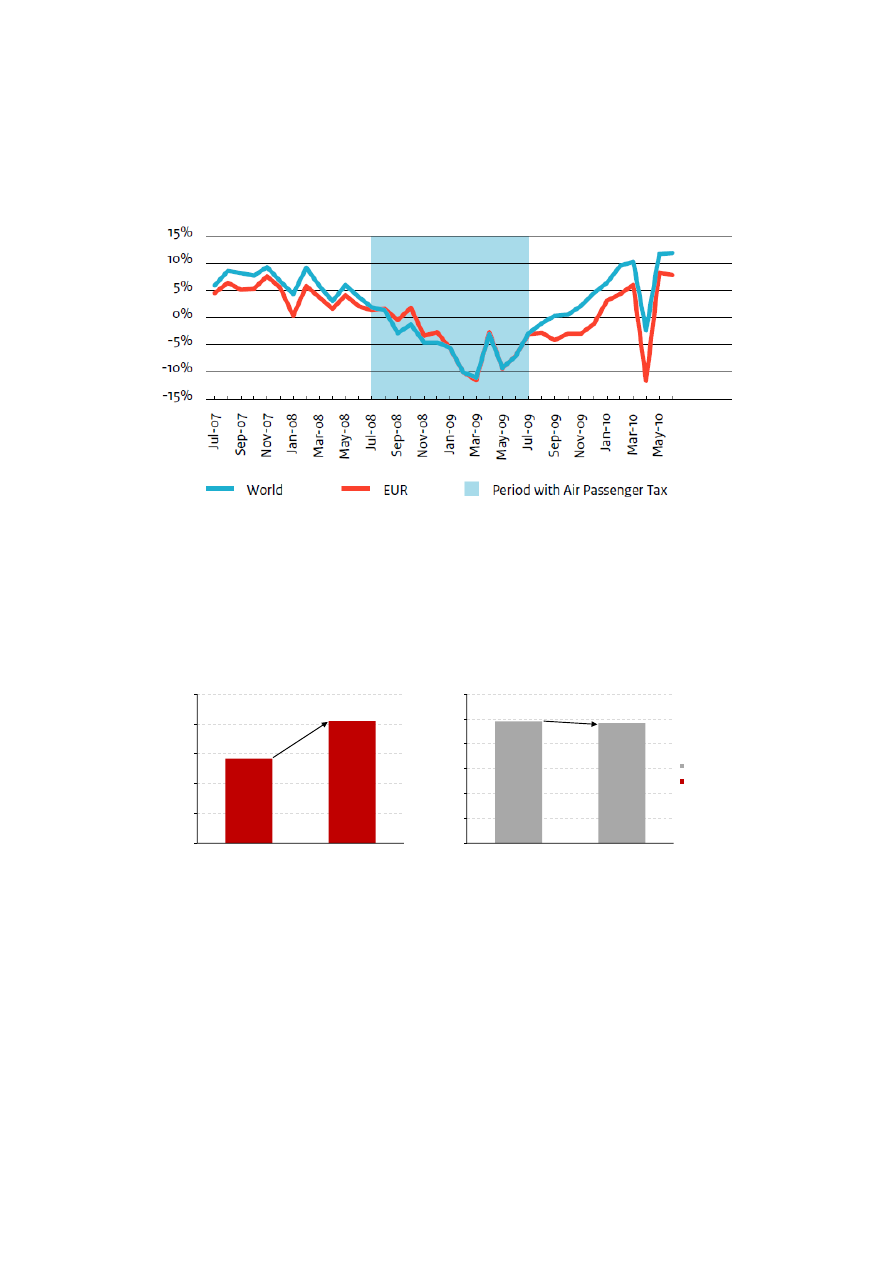 15%
10%
5%
0%
-5%
-10%
-15%
Jul-07
Sep-07
Nov-07
Jan-08
Mar-08
May-08
Jul-08
Sep-08
Nov-08
Jan-09
Mar-09
May-09
Jul-09
Sep-09
Nov-09
Jan-10
Mar-10
May-10
World
EUR
Period with Air Passenger Tax